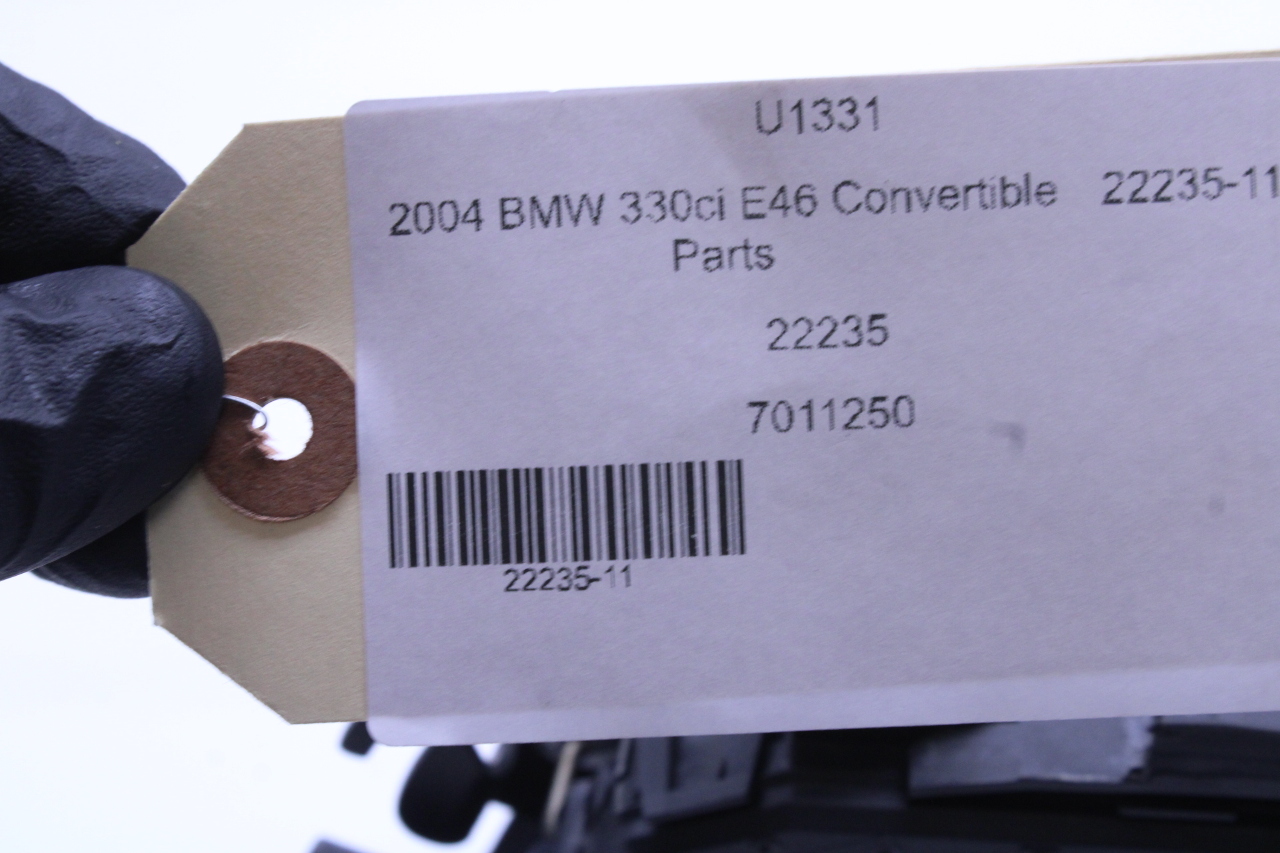 U1331
2004 BMW 330ci E46 Convertible 22235-11
Parts
22235
7011250
22235-11